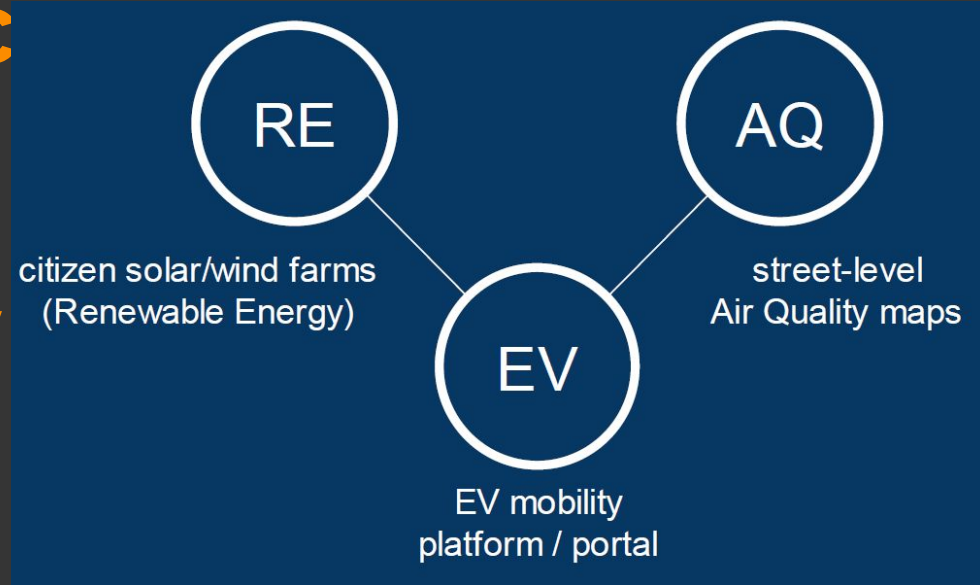 RE
AQ
citizen solar/wind farms
(Renewable Energy)
street-level
Air Quality maps
EV
EV mobility
platform / portal